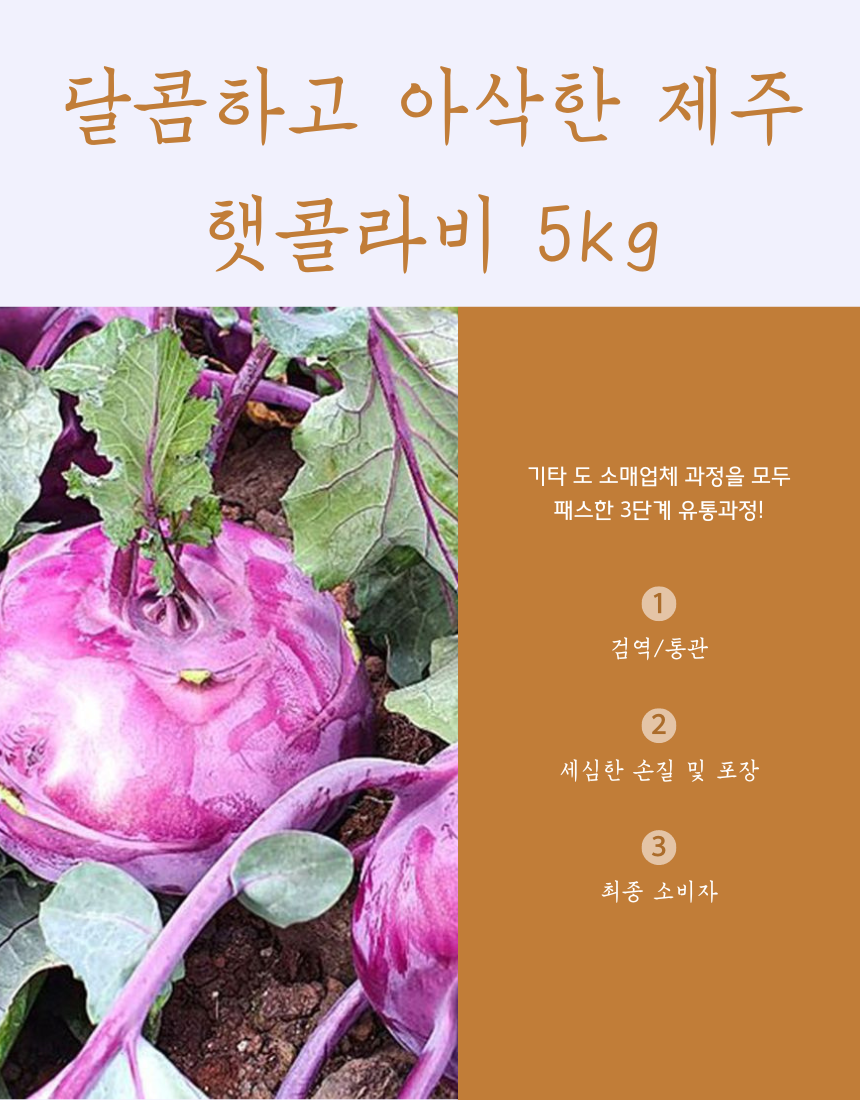 달콤하고 아삭한 제주
햇콜라비 5kg
기타 도 소매업체 과정을 모두
패스한 3단계 유통과정!
1
검역/통관
2
세심한 손질 및 포장
3
최종 소비자